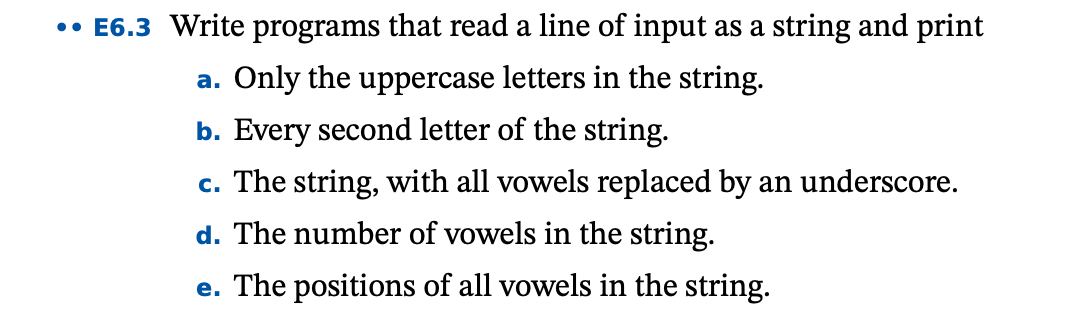 •• E6.3 Write programs that read a line of input as a string and print
a. Only the uppercase letters in the string.
b. Every second letter of the string.
c. The string, with all vowels replaced by an underscore.
d. The number of vowels in the string.
e. The positions of all vowels in the string.